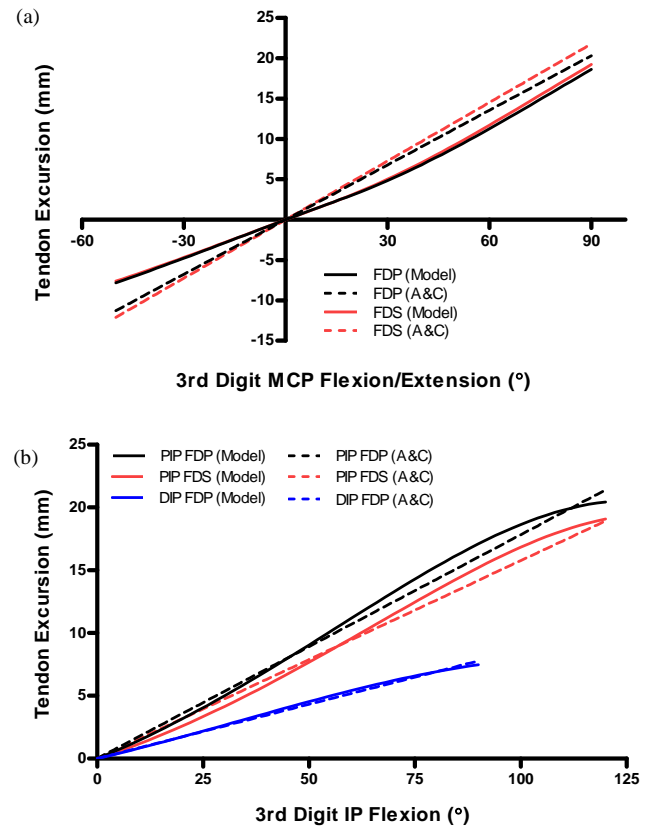 (a)
25
20
15
10
5
-5
-10
-15
-60 -30 30 60 90
Tendon Excursion (mm)
FDP (Model)
FDP (A&C)
FDS (Model)
FDS (A&C)
3rd Digit MCP Flexion/Extension (°)
(b)
PIP FDP (Model) PIP FDP (A&C)
PIP FDS (Model) PIP FDS (A&C)
DIP FDP (Model) DIP FDP (A&C)
25
20
15
10
5
0
Tendon Excursion (mm)
0 25 50 75 100 125
3rd Digit IP Flexion (°)